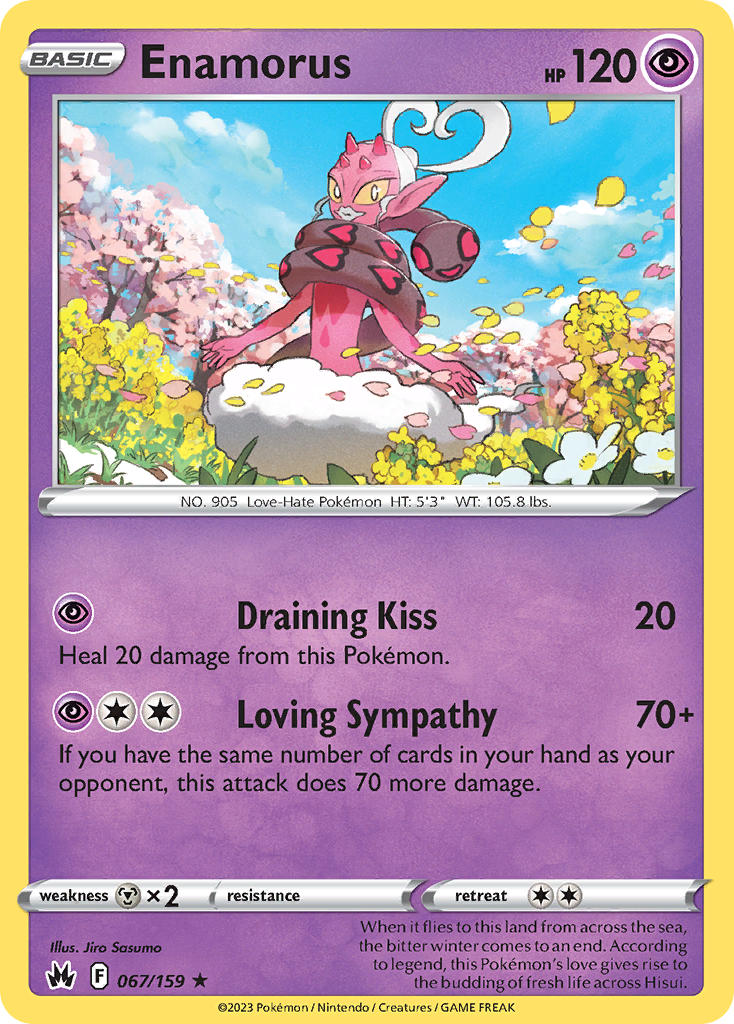 BASIC Enamorus HP 120
NO. 905 Love-Hate Pokémon HT: 5'3" WT: 105.8 lbs.
Draining Kiss 20
Heal 20 damage from this Pokémon.
Loving Sympathy 70+
If you have the same number of cards in your hand as your
opponent, this attack does 70 more damage.
weakness ×2 resistance retreat
Illus. Jiro Sasumo
F 067/159 ★
When it flies to this land from across the sea,
the bitter winter comes to an end. According
to legend, this Pokémon's love gives rise to
the budding of fresh life across Hisui.
©2023 Pokémon / Nintendo / Creatures / GAME FREAK